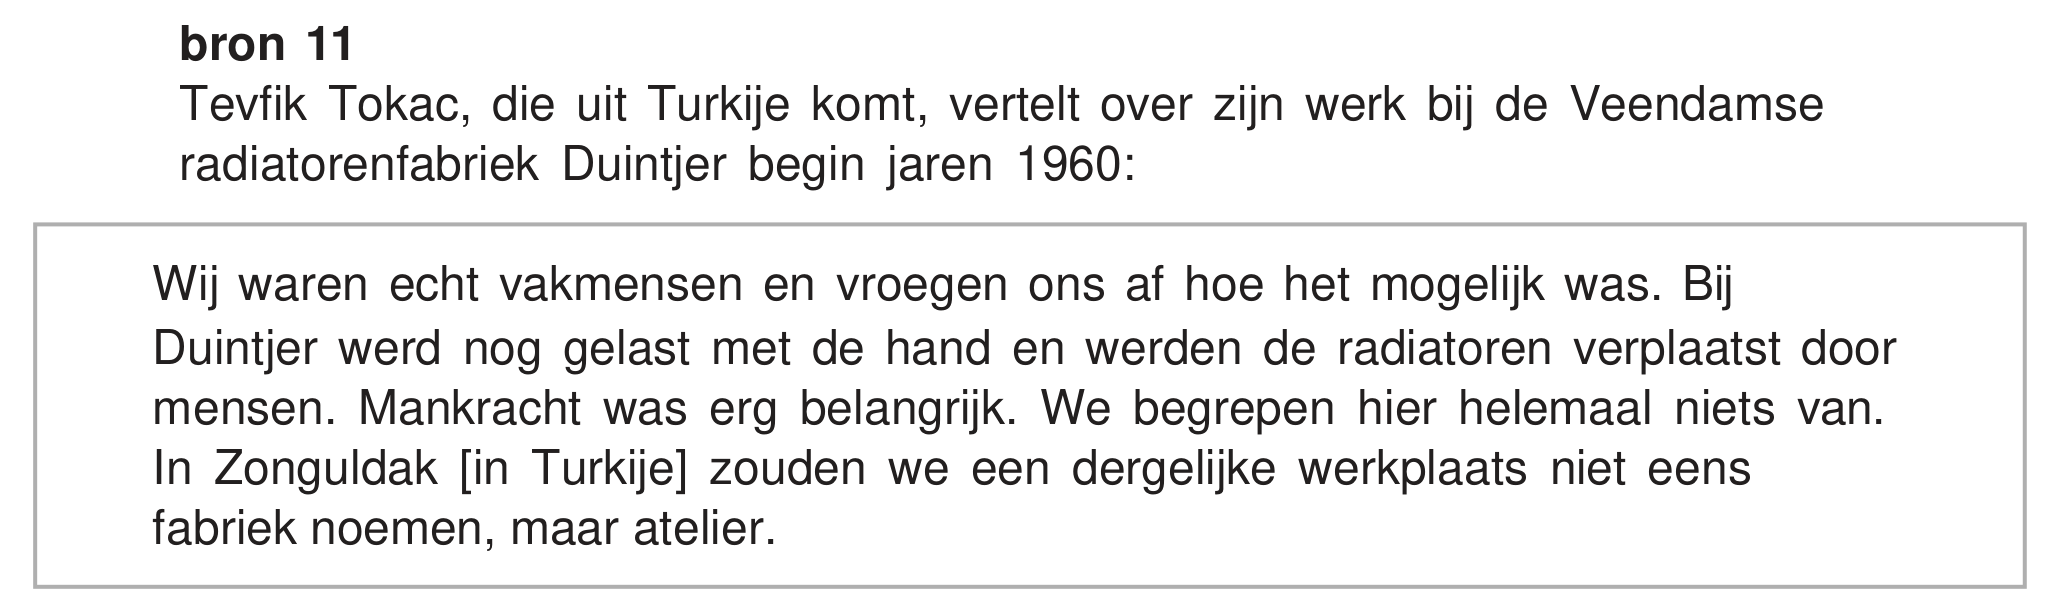 bron 11
Tevfik Tokac, die uit Turkije komt, vertelt over zijn werk bij de Veendamse
radiatorenfabriek Duintjer begin jaren 1960:
Wij waren echt vakmensen en vroegen ons af hoe het mogelijk was. Bij
Duintjer werd nog gelast met de hand en werden de radiatoren verplaatst door
mensen. Mankracht was erg belangrijk. We begrepen hier helemaal niets van.
In Zonguldak [in Turkije] zouden we een dergelijke werkplaats niet eens
fabriek noemen, maar atelier.